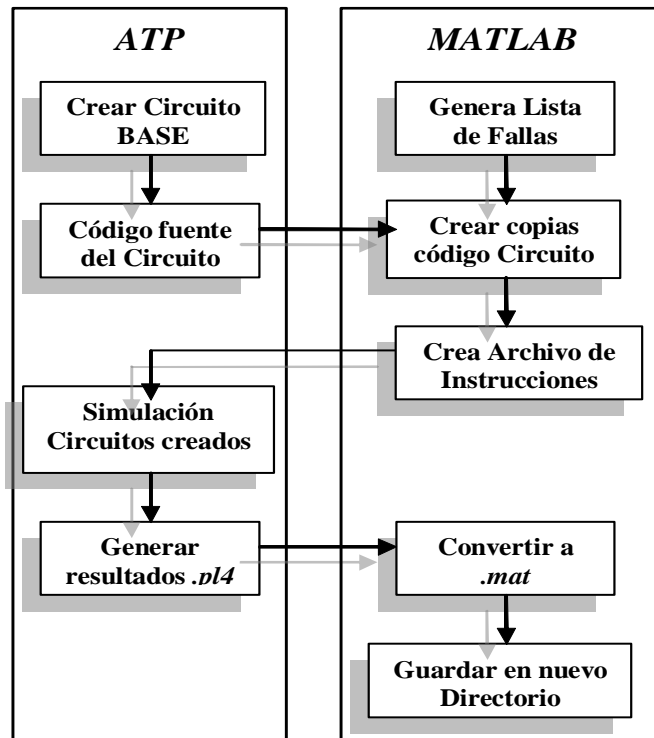 ATP
Crear Circuito
BASE
Código fuente
del Circuito
Simulación
Circuitos creados
Generar
resultados .pl4
MATLAB
Genera Lista
de Fallas
Crear copias
código Circuito
Crea Archivo de
Instrucciones
Convertir a
.mat
Guardar en nuevo
Directorio